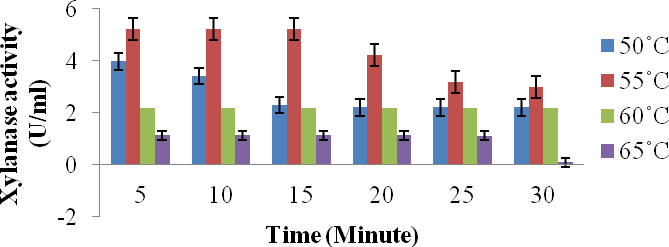 Xylanase activity
(U/ml)
6
4
2
0
-2
5 10 15 20 25 30
Time (Minute)
50˚C
55˚C
60˚C
65˚C